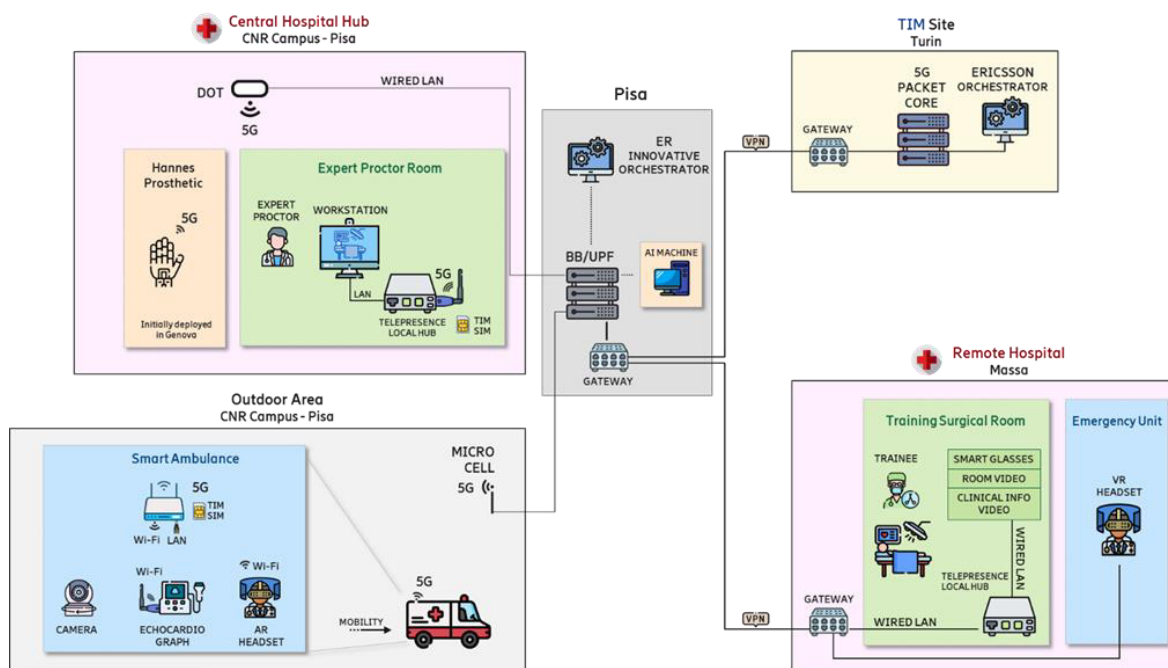 Central Hospital Hub
CNR Campus - Pisa
DOT
5G
WIRED LAN
Hannes
Prosthetic
5G
Initially deployed
in Genova
Expert Proctor Room
EXPERT
PROCTOR
WORKSTATION
LAN
5G
TELEPRESENCE
LOCAL HUB
TIM
SIM
Pisa
ER
INNOVATIVE
ORCHESTRATOR
BB/UPF
AI MACHINE
GATEWAY
TIM Site
Turin
VPN
GATEWAY
5G
PACKET
CORE
ERICSSON
ORCHESTRATOR
Outdoor Area
CNR Campus - Pisa
Smart Ambulance
5G
TIM
SIM
Wi-Fi
LAN
CAMERA
Wi-Fi
ECHOCARDIO
GRAPH
Wi-Fi
AR
HEADSET
MICRO
CELL
5G
MOBILITY
5G
Remote Hospital
Massa
VPN
GATEWAY
WIRED LAN
Training Surgical Room
TRAINEE
SMART GLASSES
ROOM VIDEO
CLINICAL INFO
VIDEO
WIRED LAN
TELEPRESENCE
LOCAL HUB
Emergency Unit
VR
HEADSET